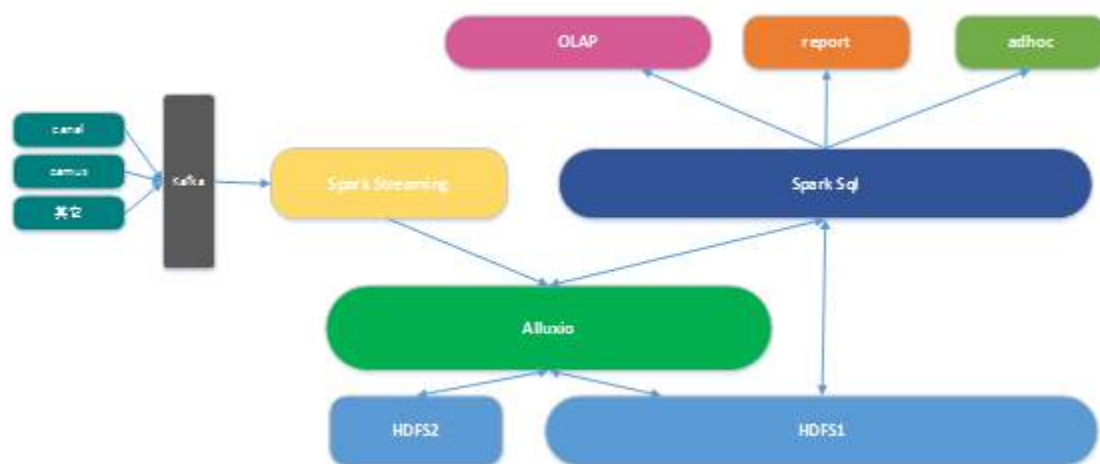 OLAP
report
adhoc
canal
camus
其它
Kafka
Spark Streaming
Spark Sql
Alluxio
HDFS2
HDFS1